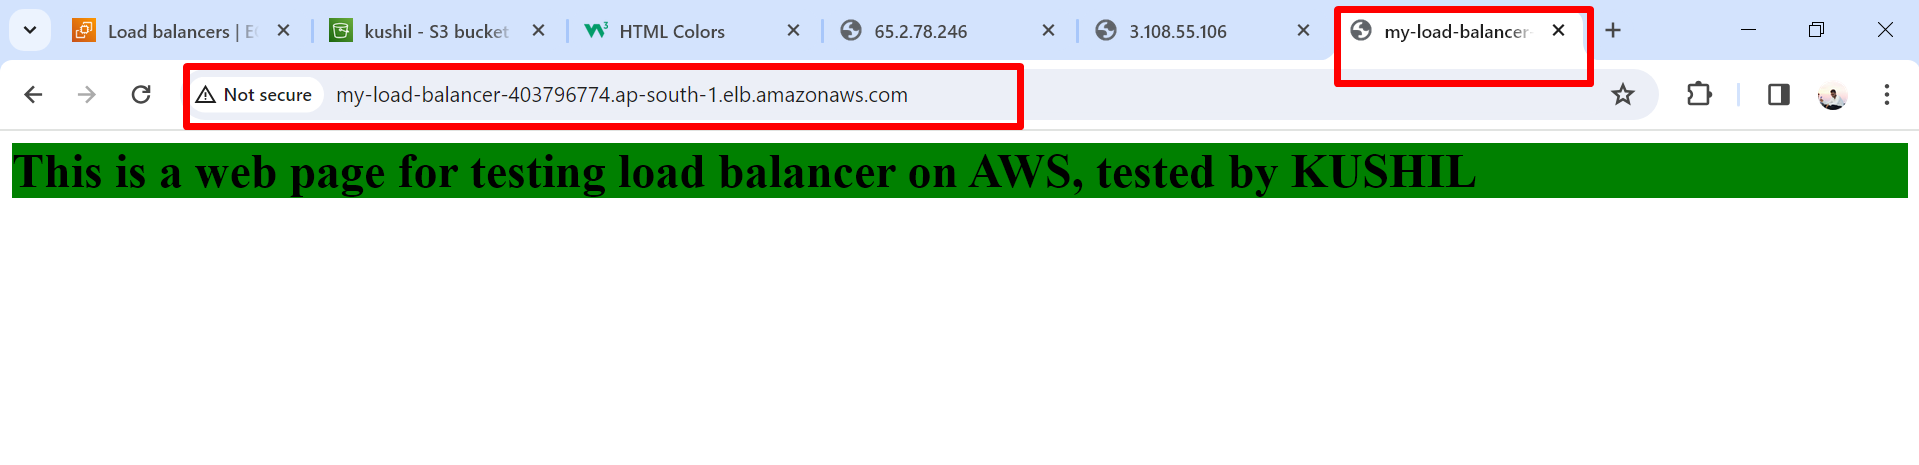 Load balancers | EC
kushil - S3 bucket
HTML Colors
65.2.78.246
3.108.55.106
my-load-balancer-
Not secure
my-load-balancer-403796774.ap-south-1.elb.amazonaws.com
This is a web page for testing load balancer on AWS, tested by KUSHIL